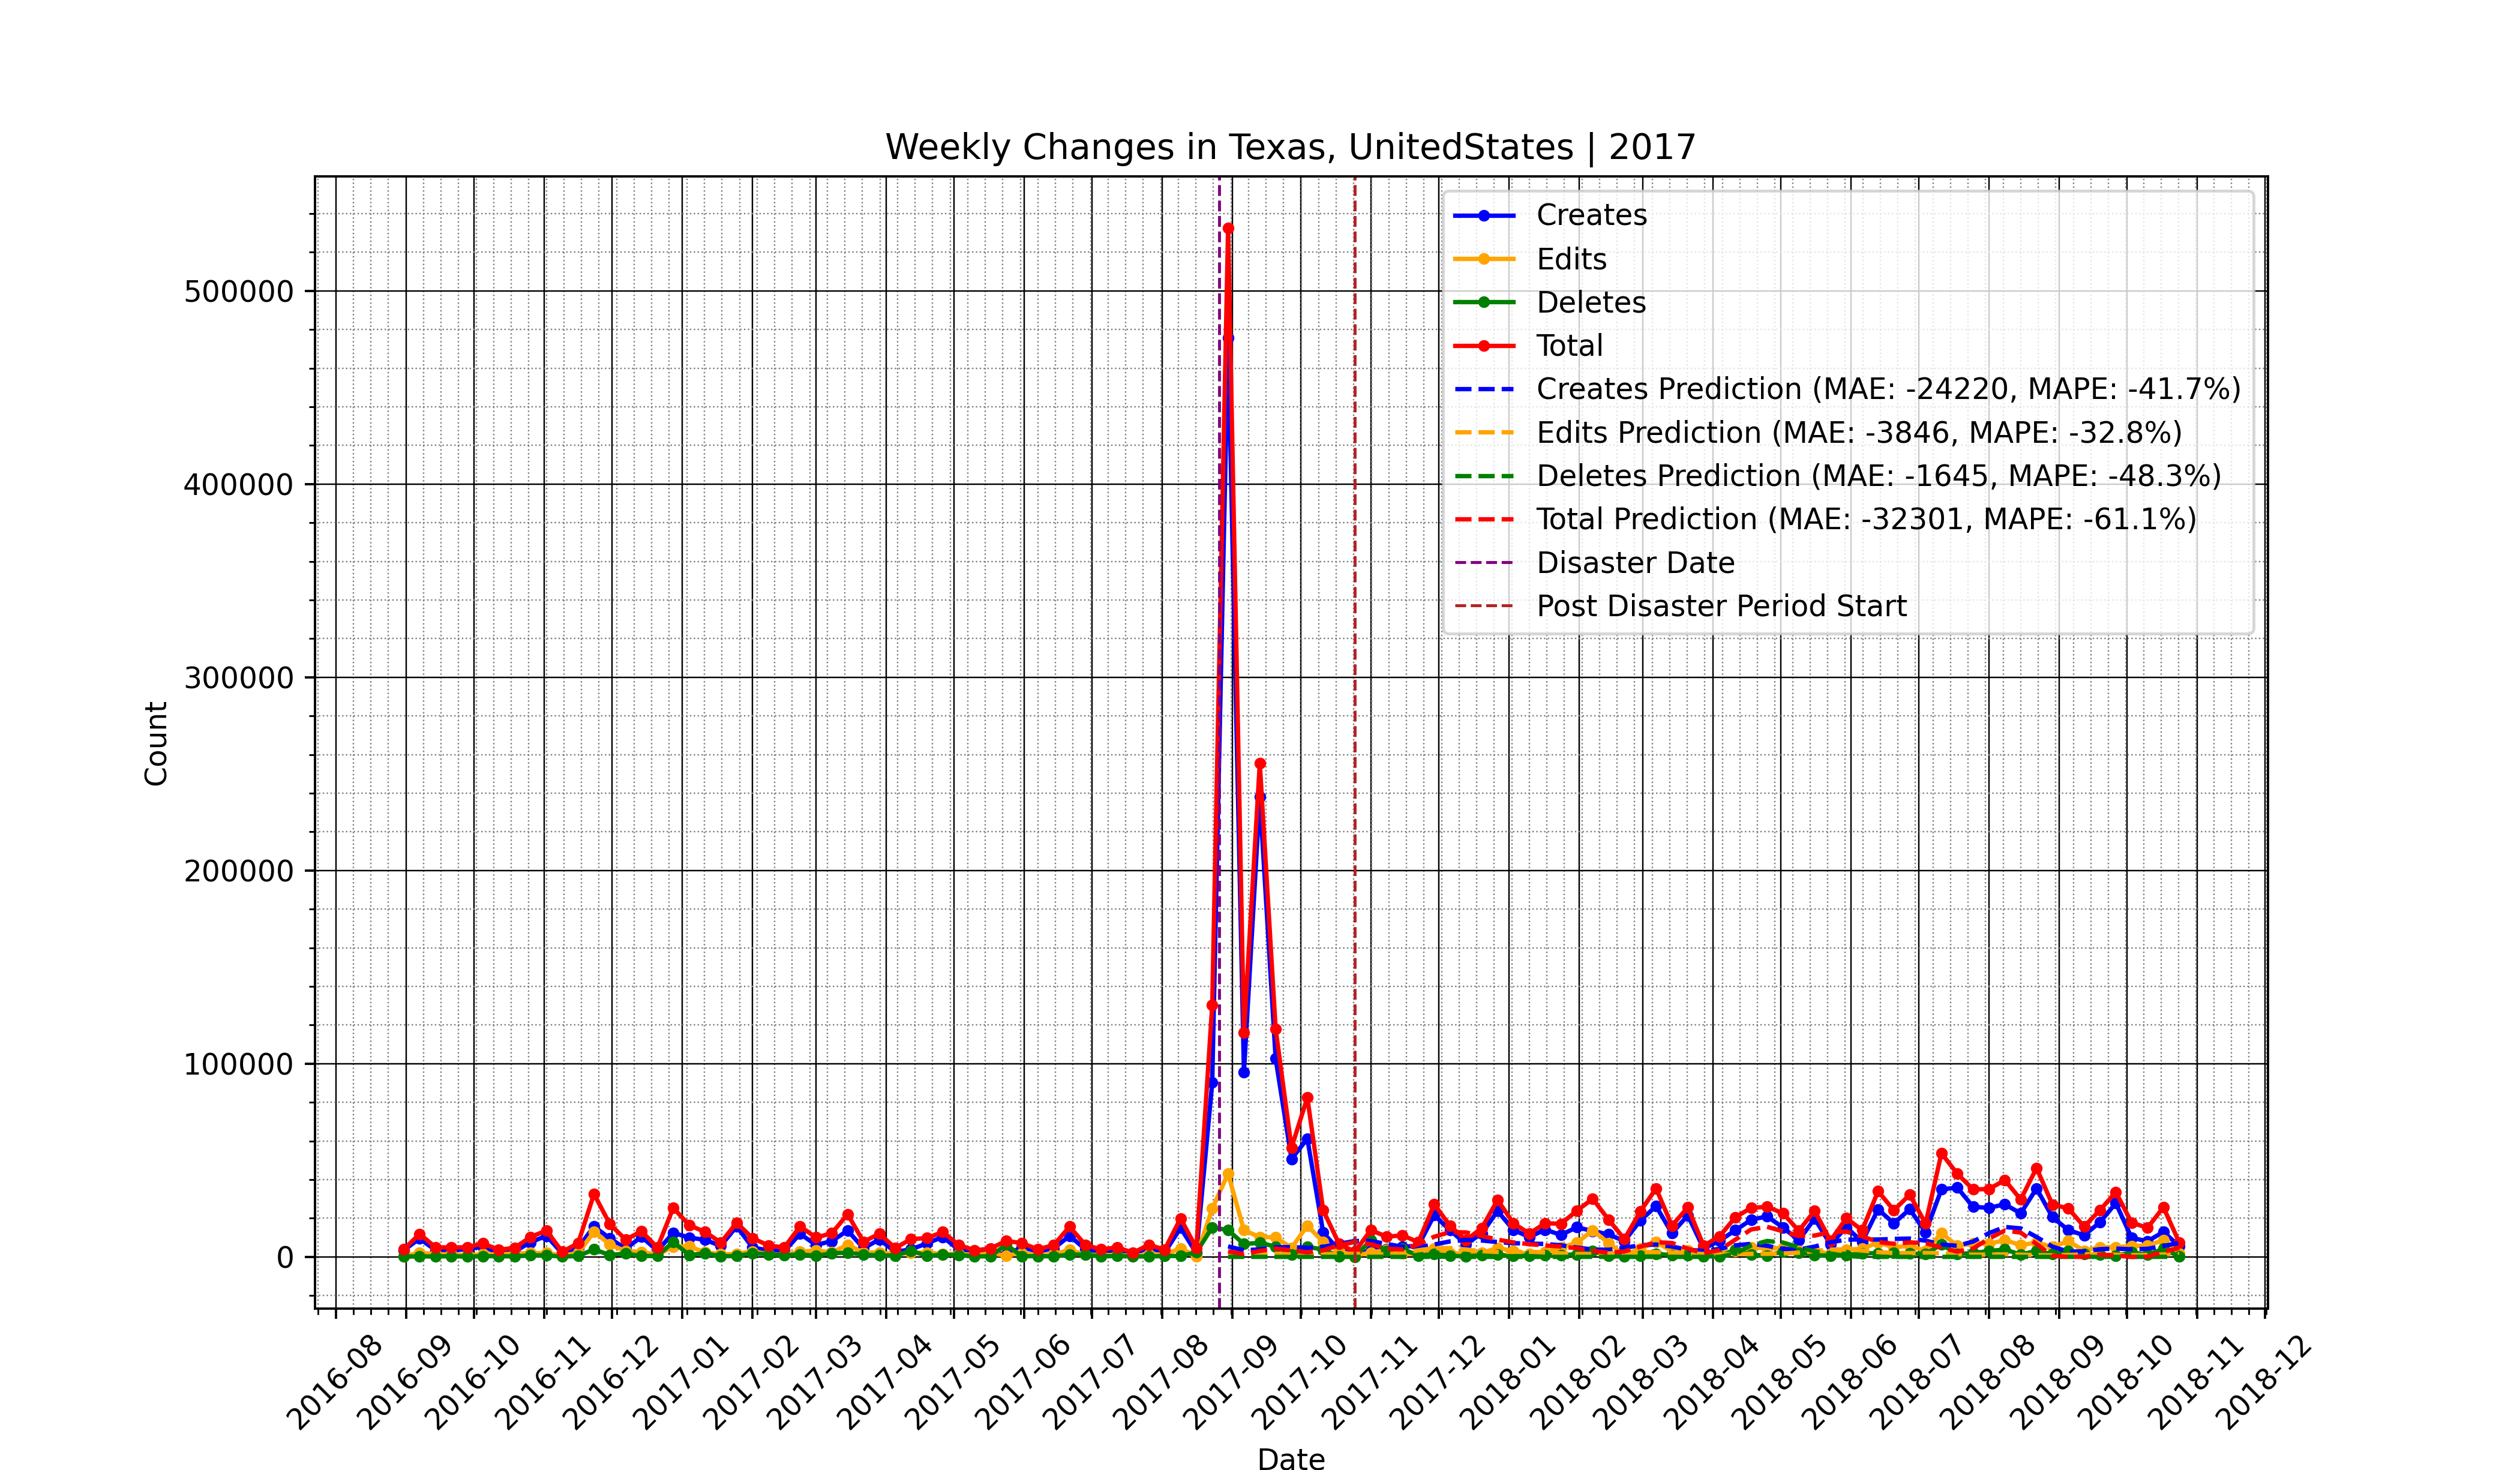 Weekly Changes in Texas, UnitedStates | 2017
Count
500000
400000
300000
200000
100000
0
Creates
Edits
Deletes
Total
Creates Prediction (MAE: -24220, MAPE: -41.7%)
Edits Prediction (MAE: -3846, MAPE: -32.8%)
Deletes Prediction (MAE: -1645, MAPE: -48.3%)
Total Prediction (MAE: -32301, MAPE: -61.1%)
Disaster Date
Post Disaster Period Start
2016-08
2016-09
2016-10
2016-11
2016-12
2017-01
2017-02
2017-03
2017-04
2017-05
2017-06
2017-07
2017-08
2017-09
2017-10
2017-11
2017-12
2018-01
2018-02
2018-03
2018-04
2018-05
2018-06
2018-07
2018-08
2018-09
2018-10
2018-11
2018-12
Date